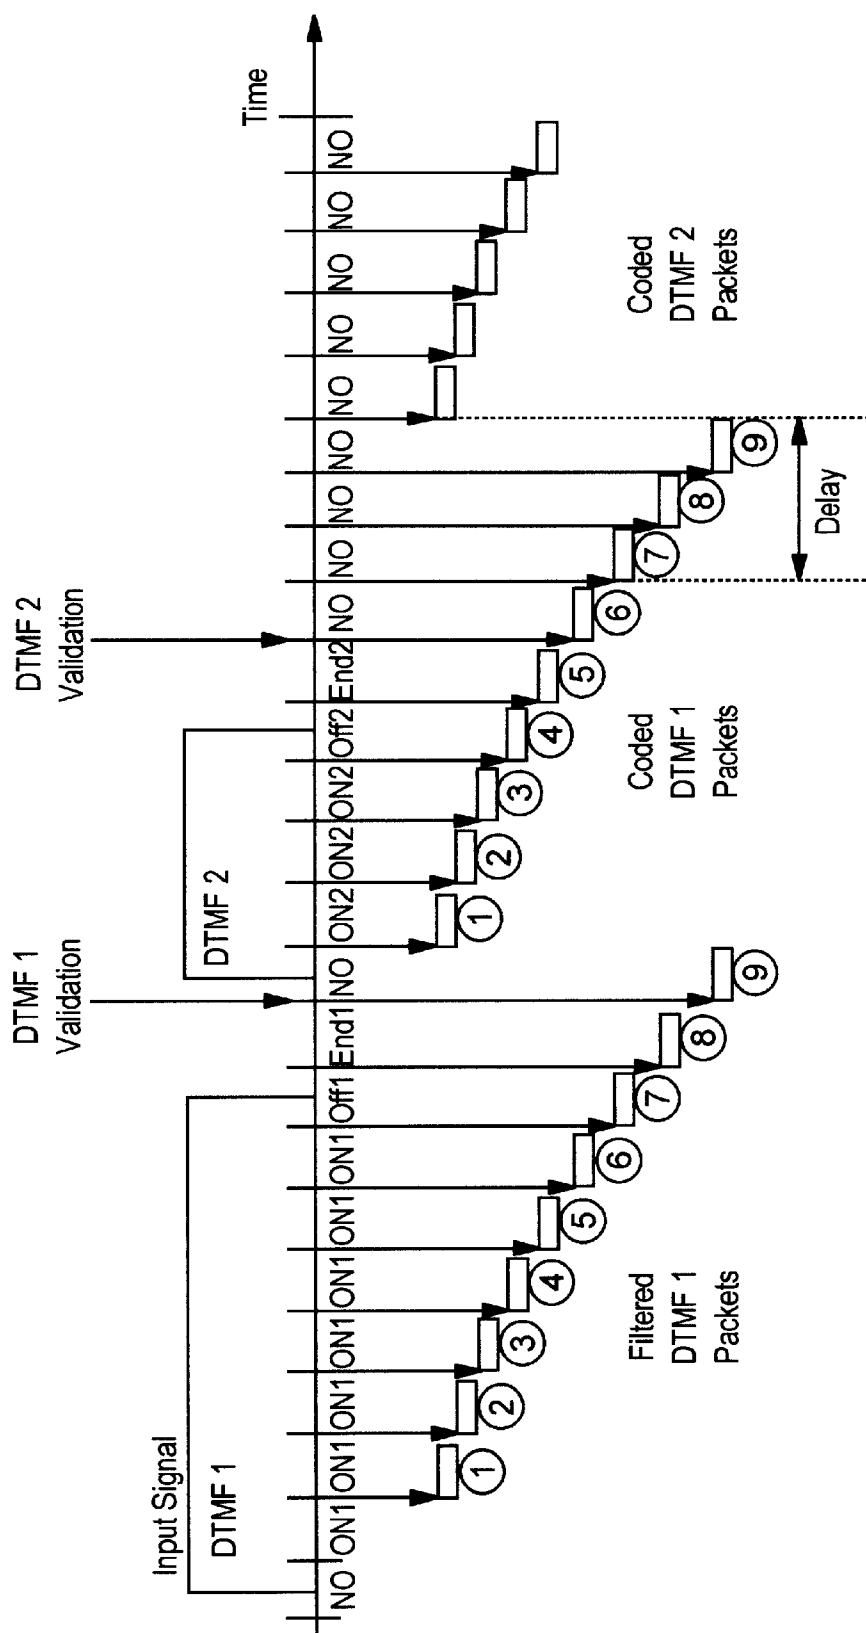 DTMF 1
Validation
DTMF 2
Validation
Input Signal
Time
DTMF 1
DTMF 2
NO ON1 ON1 ON1 ON1 ON1 ON1 ON1 Off1 End1 NO ON2 ON2 ON2 Off2 End2 NO NO NO NO NO NO NO NO NO
1
2
3
4
5
6
7
8
9
1
2
3
4
5
6
7
8
9
Filtered
DTMF 1
Packets
Coded
DTMF 1
Packets
Coded
DTMF 2
Packets
Delay